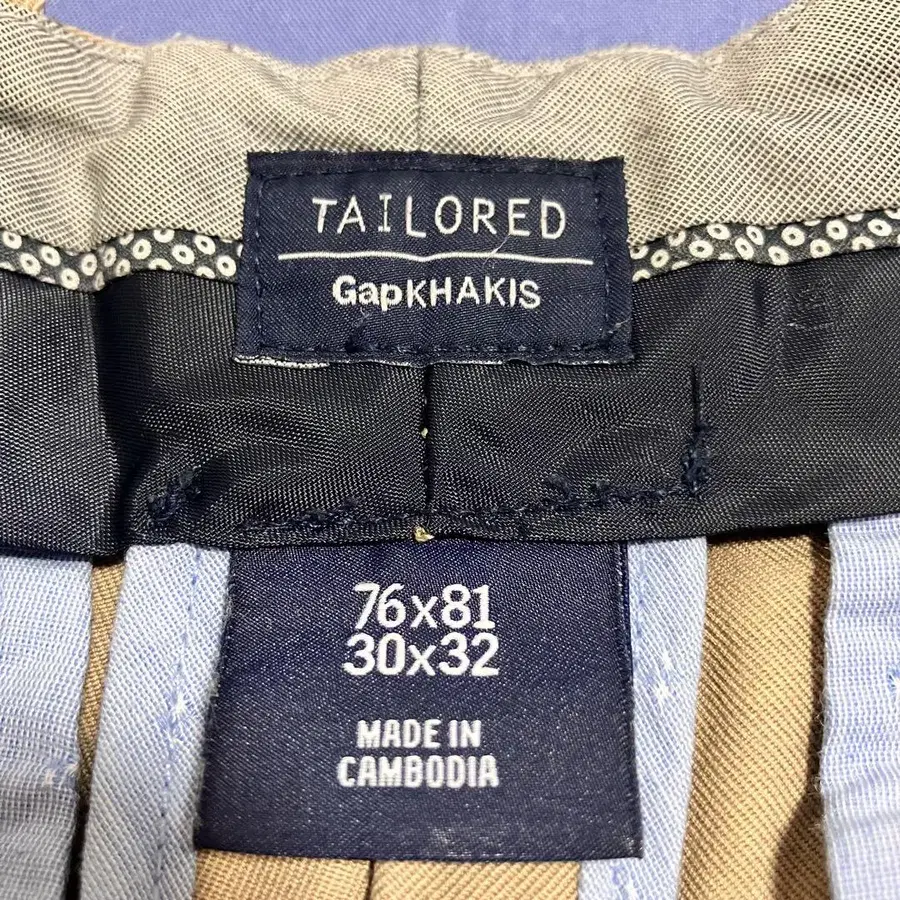 TAILORED
GapKHAKIS
76x81
30x32
MADE IN
CAMBODIA